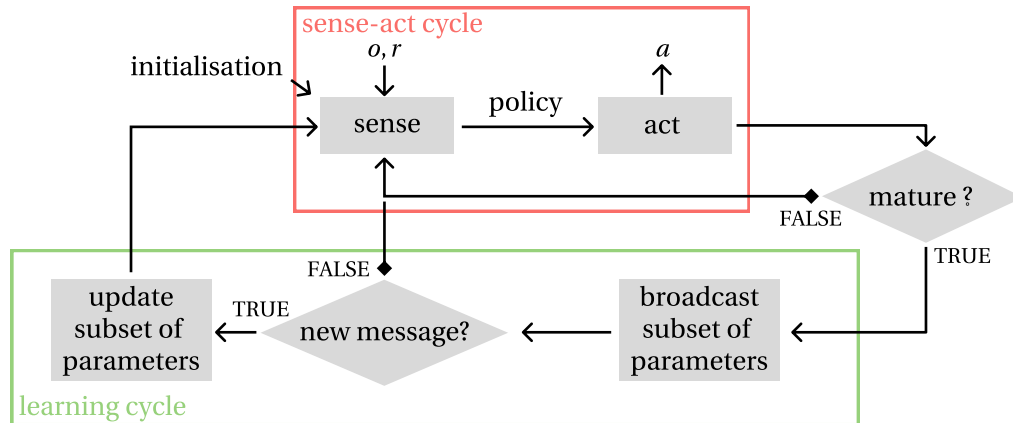 sense-act cycle
o, r
a
initialisation
policy
sense
act
mature ?
FALSE
TRUE
FALSE
TRUE
update
subset of
parameters
new message?
broadcast
subset of
parameters
learning cycle